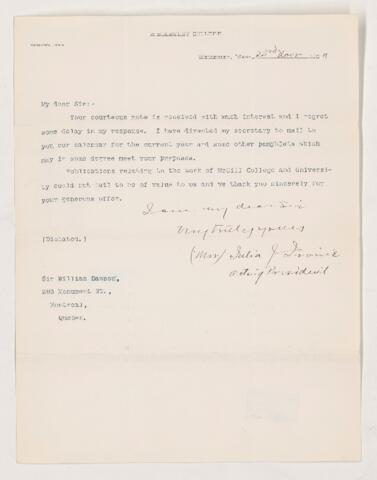 WELLESLEY COLLEGE
Wellesley, Mass., 22nd Nov.
My dear Sir:-
Your courteous note is received with much interest and I regret
some delay in my response. I have directed my secretary to mail to
you our calendar for the current year and some other pamphlets which
may in some degree meet your purposes.
Publications relating to the work of McGill College and Univers-
ity could not fail to be of value to us and we thank you sincerely for
your generous offer.
I am my dear Sir
Very truly yours
(Mrs) Julia J. Irvine
Acting President
(Dictated.)
Sir William Dawson,
293 Monument St.,
Montreal,
Quebec.